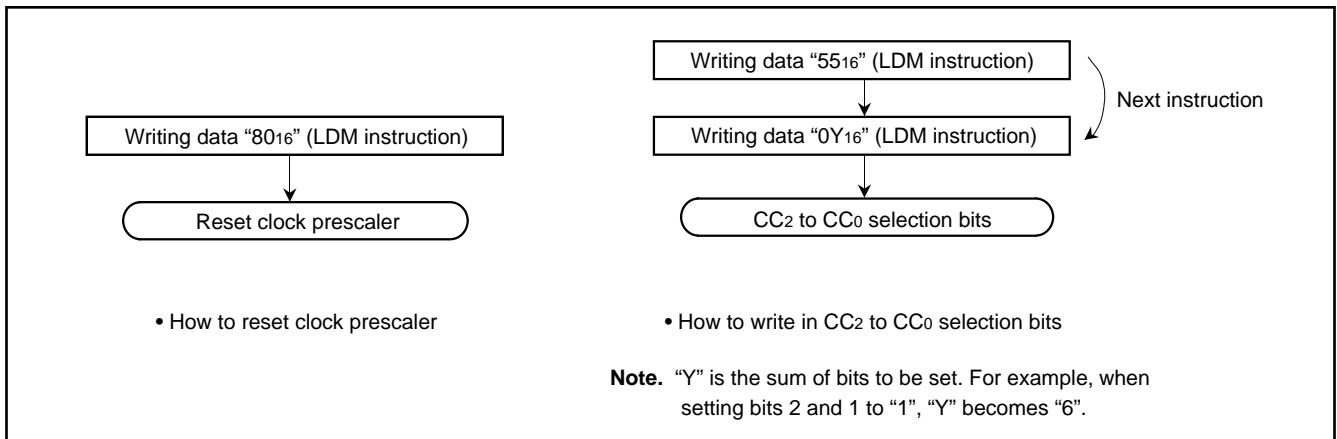 Writing data “8016” (LDM instruction)
Reset clock prescaler
• How to reset clock prescaler
Writing data “5516” (LDM instruction)
Next instruction
Writing data “0Y16” (LDM instruction)
CC2 to CC0 selection bits
• How to write in CC2 to CC0 selection bits
Note. “Y” is the sum of bits to be set. For example, when
setting bits 2 and 1 to “1”, “Y” becomes “6”.